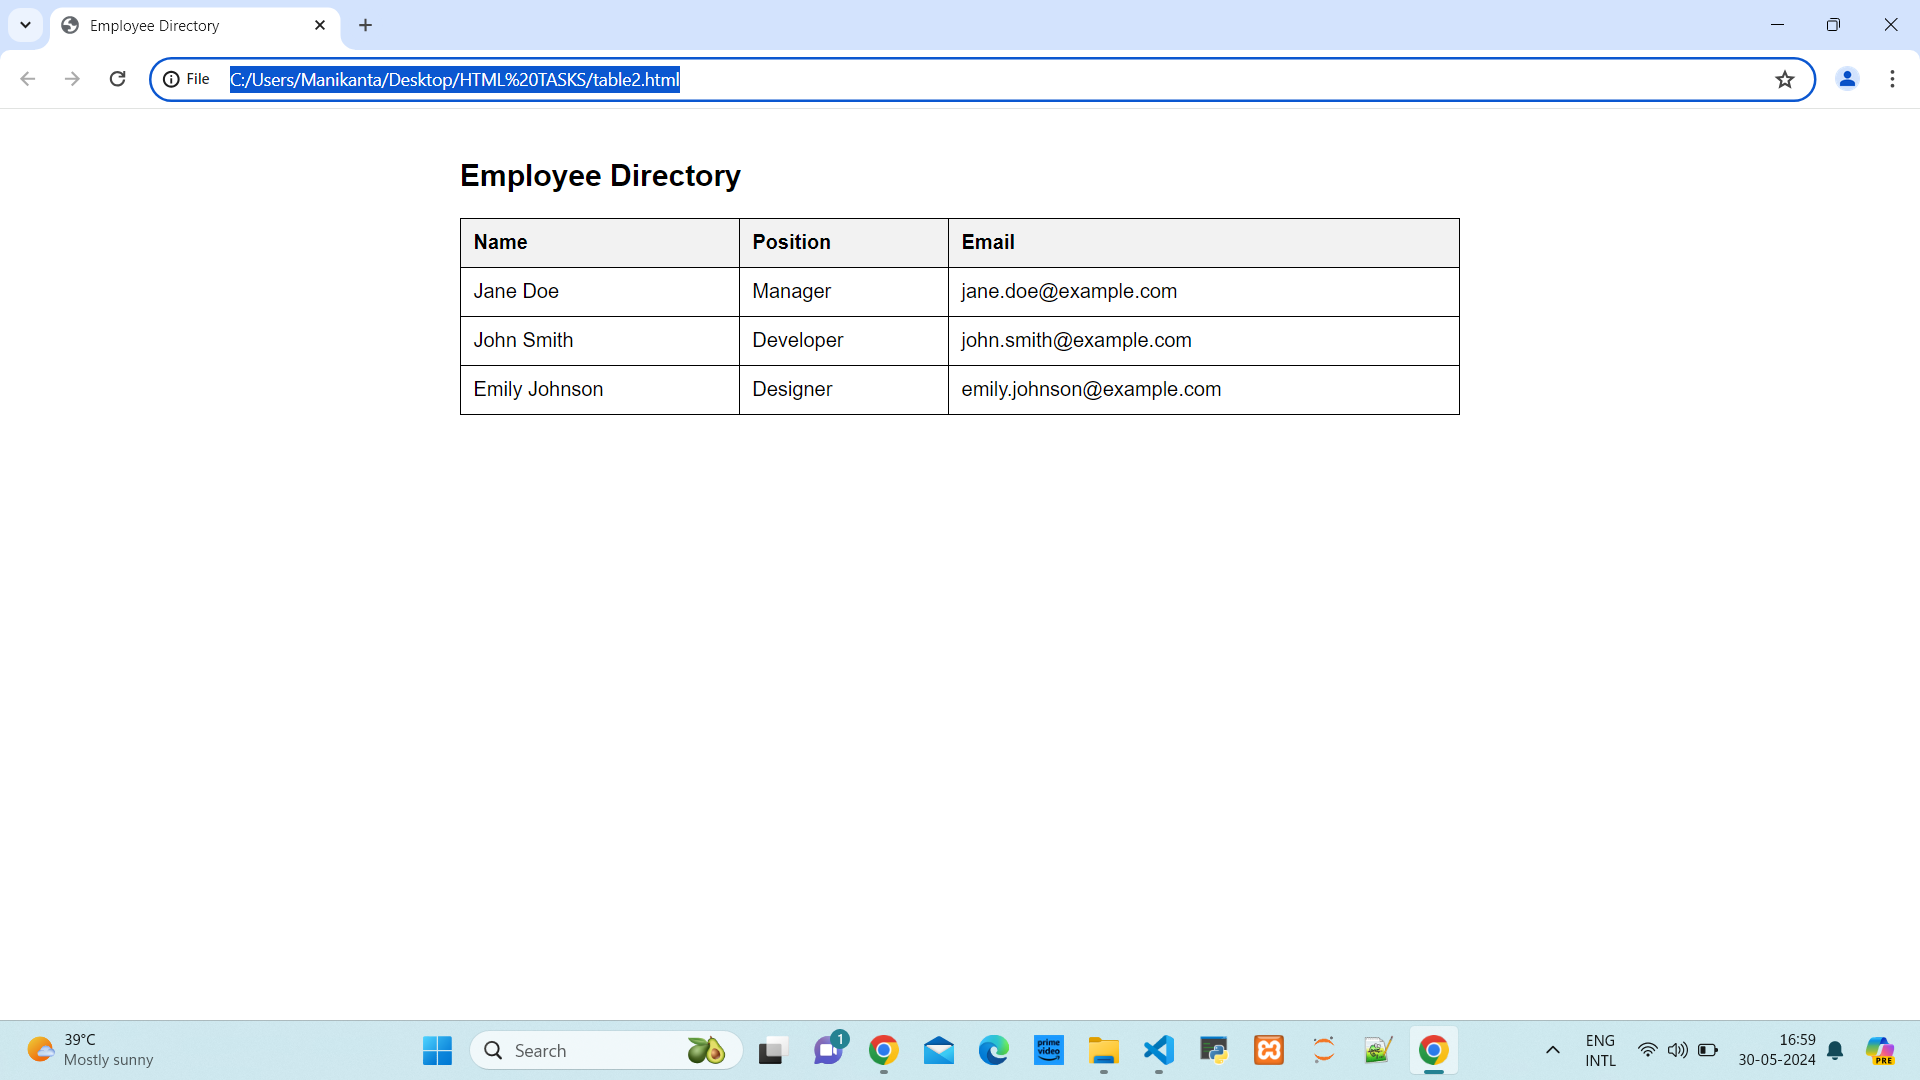 Employee Directory
File C:/Users/Manikanta/Desktop/HTML%20TASKS/table2.html
Employee Directory
Name Position Email
Jane Doe Manager jane.doe@example.com
John Smith Developer john.smith@example.com
Emily Johnson Designer emily.johnson@example.com
39°C
Mostly sunny
Search
1
prime
video
ENG
INTL
16:59
30-05-2024
PRE